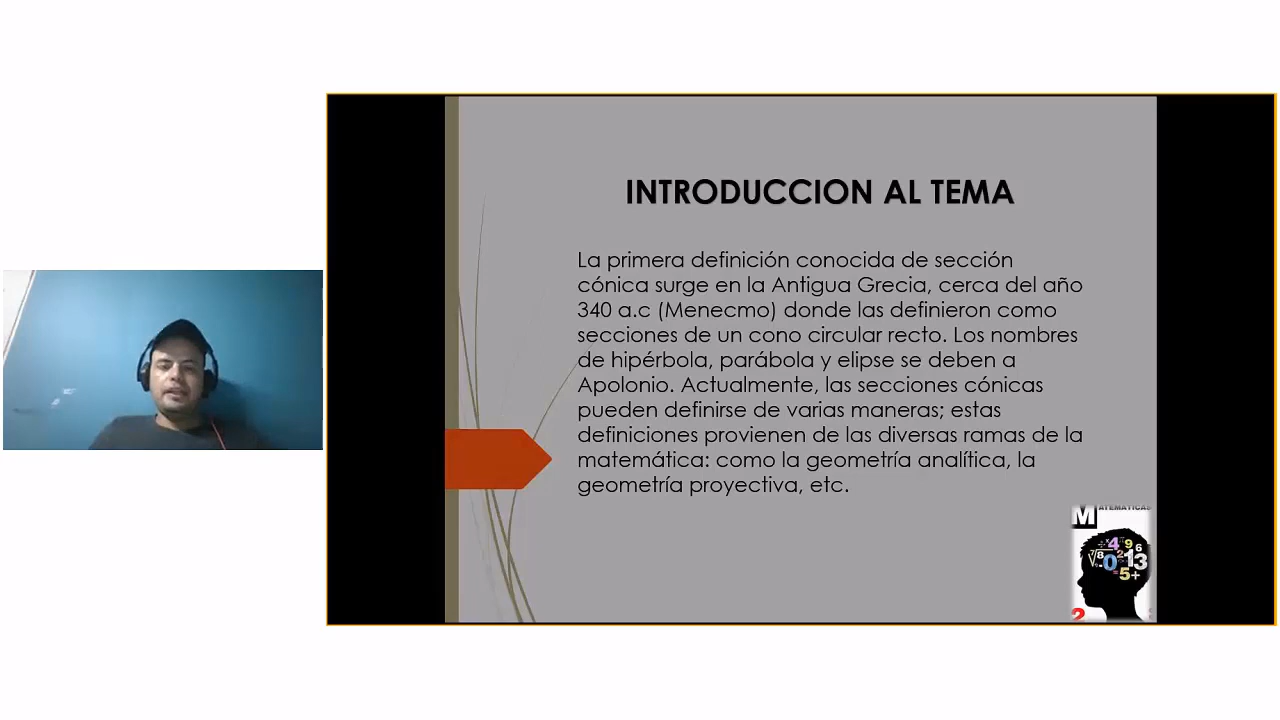 INTRODUCCION AL TEMA
La primera definición conocida de sección
cónica surge en la Antigua Grecia, cerca del año
340 a.c (Menecmo) donde las definieron como
secciones de un cono circular recto. Los nombres
de hipérbola, parábola y elipse se deben a
Apolonio. Actualmente, las secciones cónicas
pueden definirse de varias maneras; estas
definiciones provienen de las diversas ramas de la
matemática: como la geometría analítica, la
geometría proyectiva, etc.
MATEMATICAS